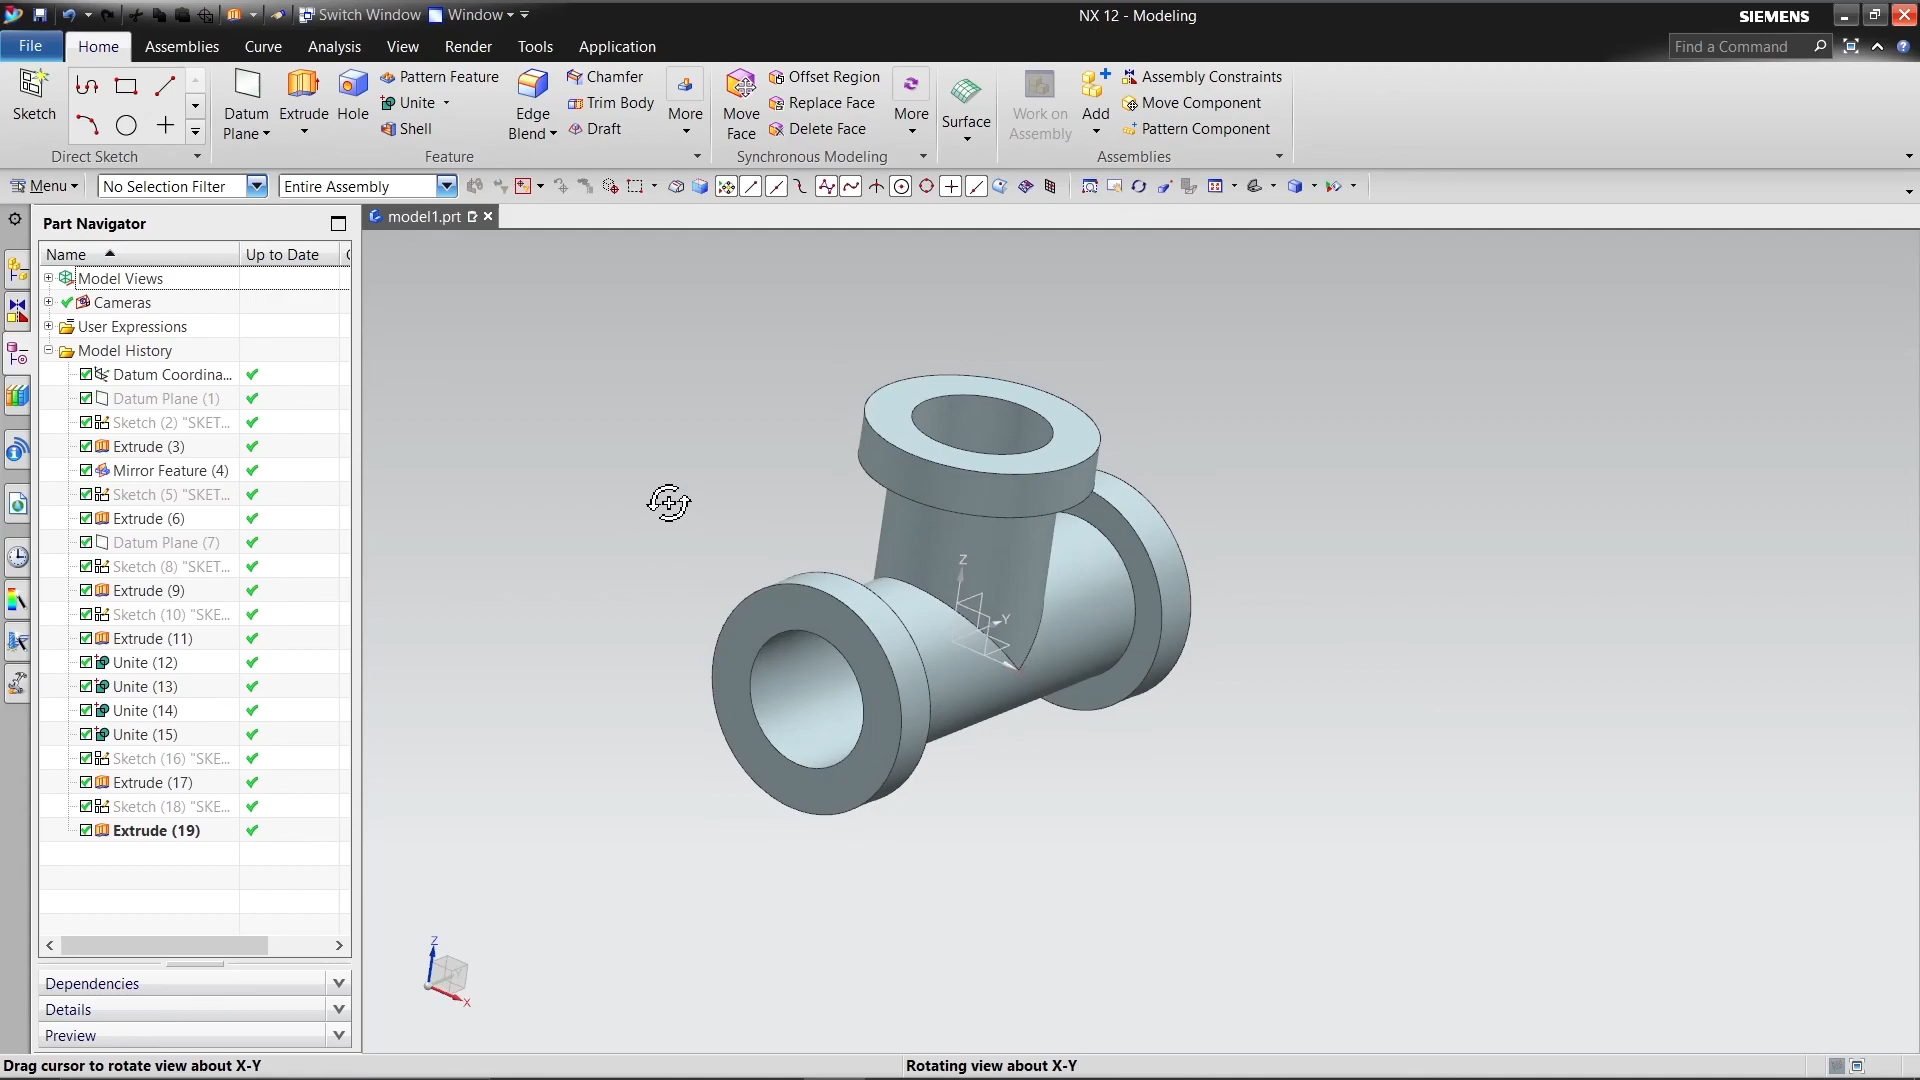 Switch Window Window
NX 12 - Modeling
SIEMENS
File Home Assemblies Curve Analysis View Render Tools Application
Find a Command
Sketch
Direct Sketch
Datum Plane
Extrude
Hole
Pattern Feature
Unite
Shell
Edge Blend
Chamfer
Trim Body
Draft
More
Feature
Move Face
Offset Region
Replace Face
Delete Face
More
Synchronous Modeling
Surface
Work on Assembly
Add
Assembly Constraints
Move Component
Pattern Component
Assemblies
Menu No Selection Filter Entire Assembly
Part Navigator
model1.prt
Name Up to Date
Model Views
Cameras
User Expressions
Model History
Datum Coordina...
Datum Plane (1)
Sketch (2) "SKET...
Extrude (3)
Mirror Feature (4)
Sketch (5) "SKET...
Extrude (6)
Datum Plane (7)
Sketch (8) "SKET...
Extrude (9)
Sketch (10) "SKE...
Extrude (11)
Unite (12)
Unite (13)
Unite (14)
Unite (15)
Sketch (16) "SKE...
Extrude (17)
Sketch (18) "SKE...
Extrude (19)
Z
Y
Z
X
Dependencies
Details
Preview
Drag cursor to rotate view about X-Y
Rotating view about X-Y